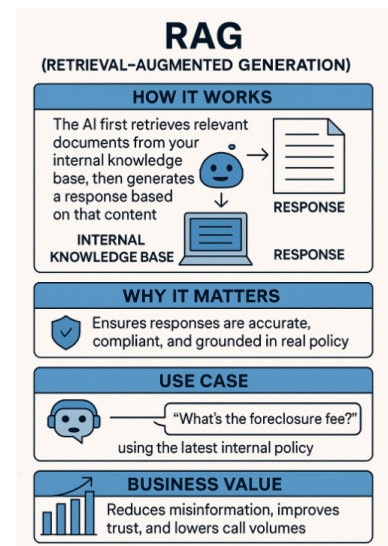 RAG
(RETRIEVAL–AUGMENTED GENERATION)
HOW IT WORKS
The AI first retrieves relevant
documents from your
internal knowledge
base, then generates
a response based
on that content
RESPONSE
INTERNAL
KNOWLEDGE BASE
RESPONSE
WHY IT MATTERS
Ensures responses are accurate,
compliant, and grounded in real policy
USE CASE
“What's the foreclosure fee?”
using the latest internal policy
BUSINESS VALUE
Reduces misinformation, improves
trust, and lowers call volumes